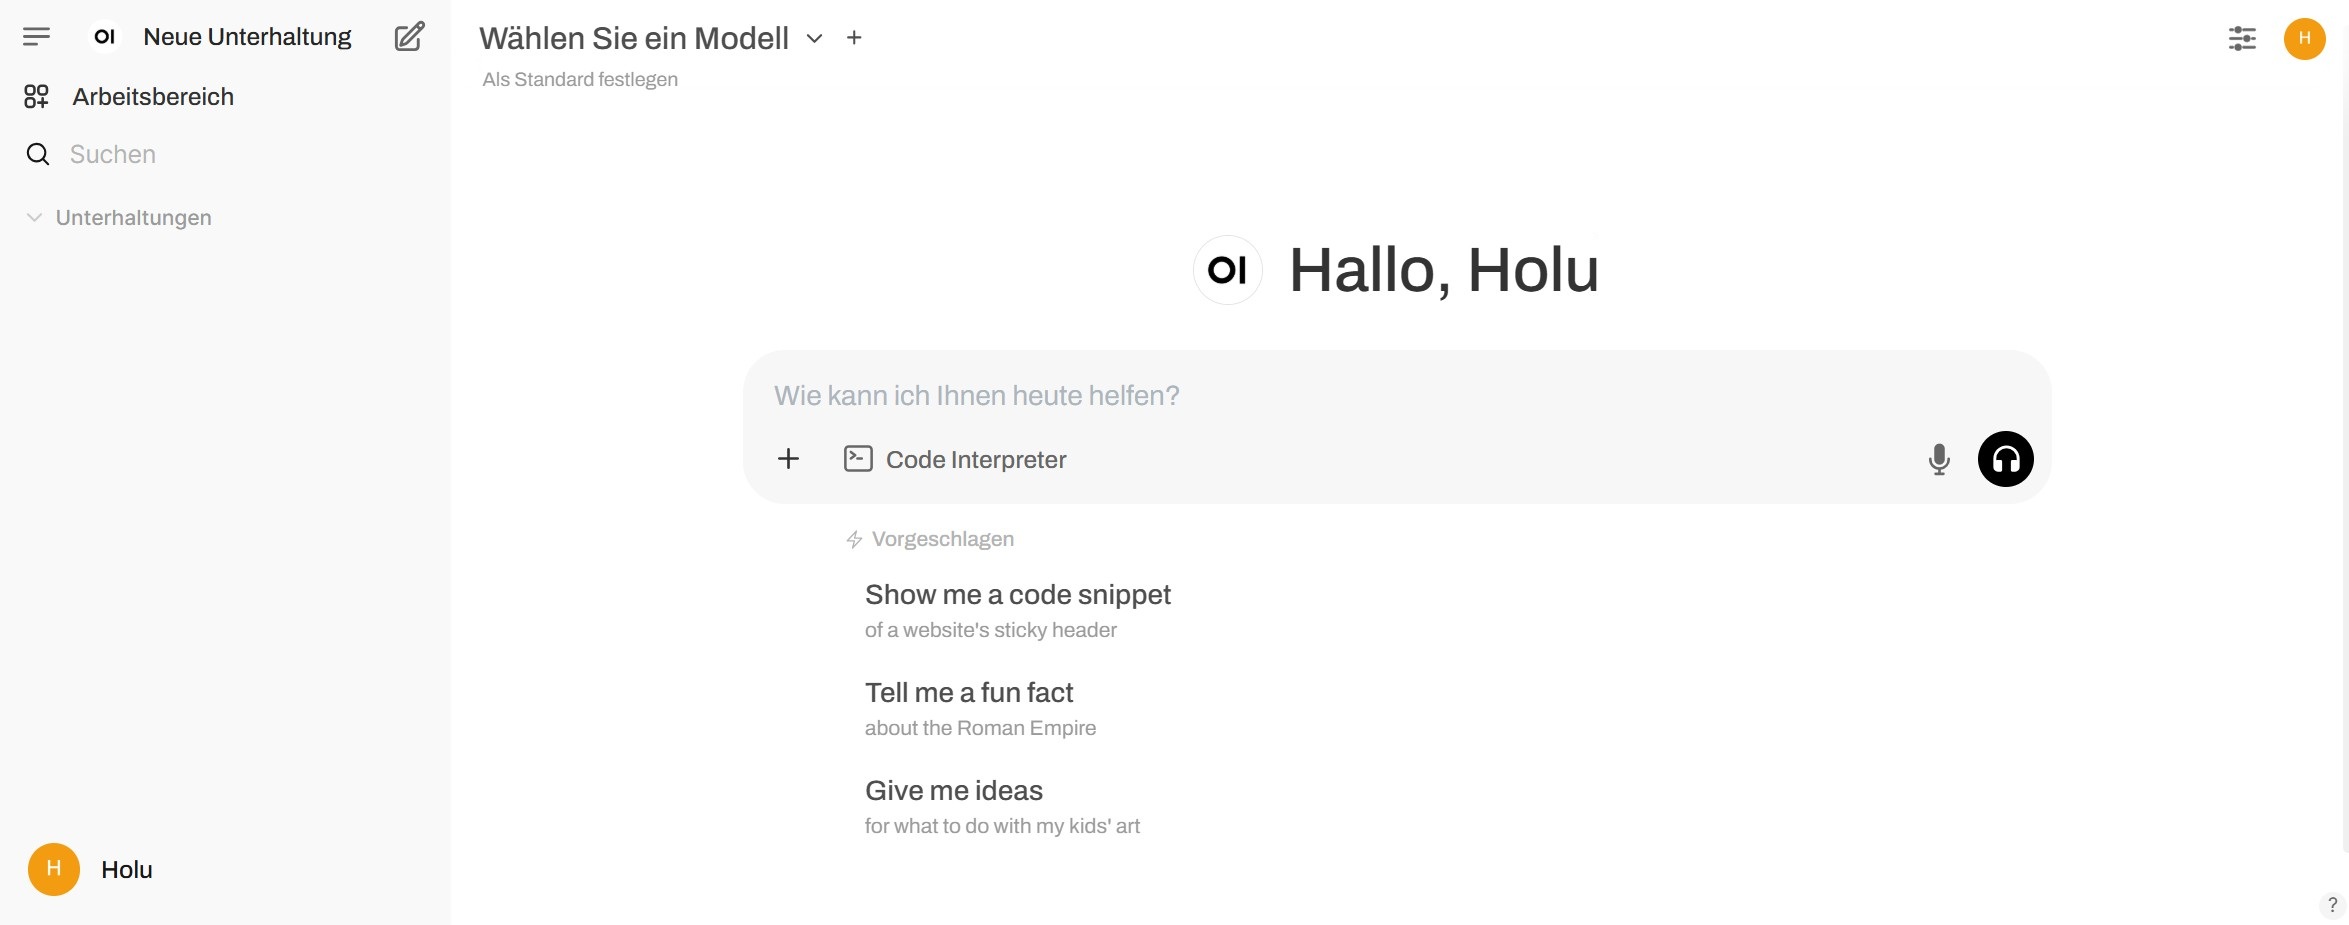 OI Neue Unterhaltung
Arbeitsbereich
Suchen
Unterhaltungen
H Holu
Wählen Sie ein Modell
Als Standard festlegen
H
OI Hallo, Holu
Wie kann ich Ihnen heute helfen?
Code Interpreter
Vorgeschlagen
Show me a code snippet
of a website's sticky header
Tell me a fun fact
about the Roman Empire
Give me ideas
for what to do with my kids' art
?